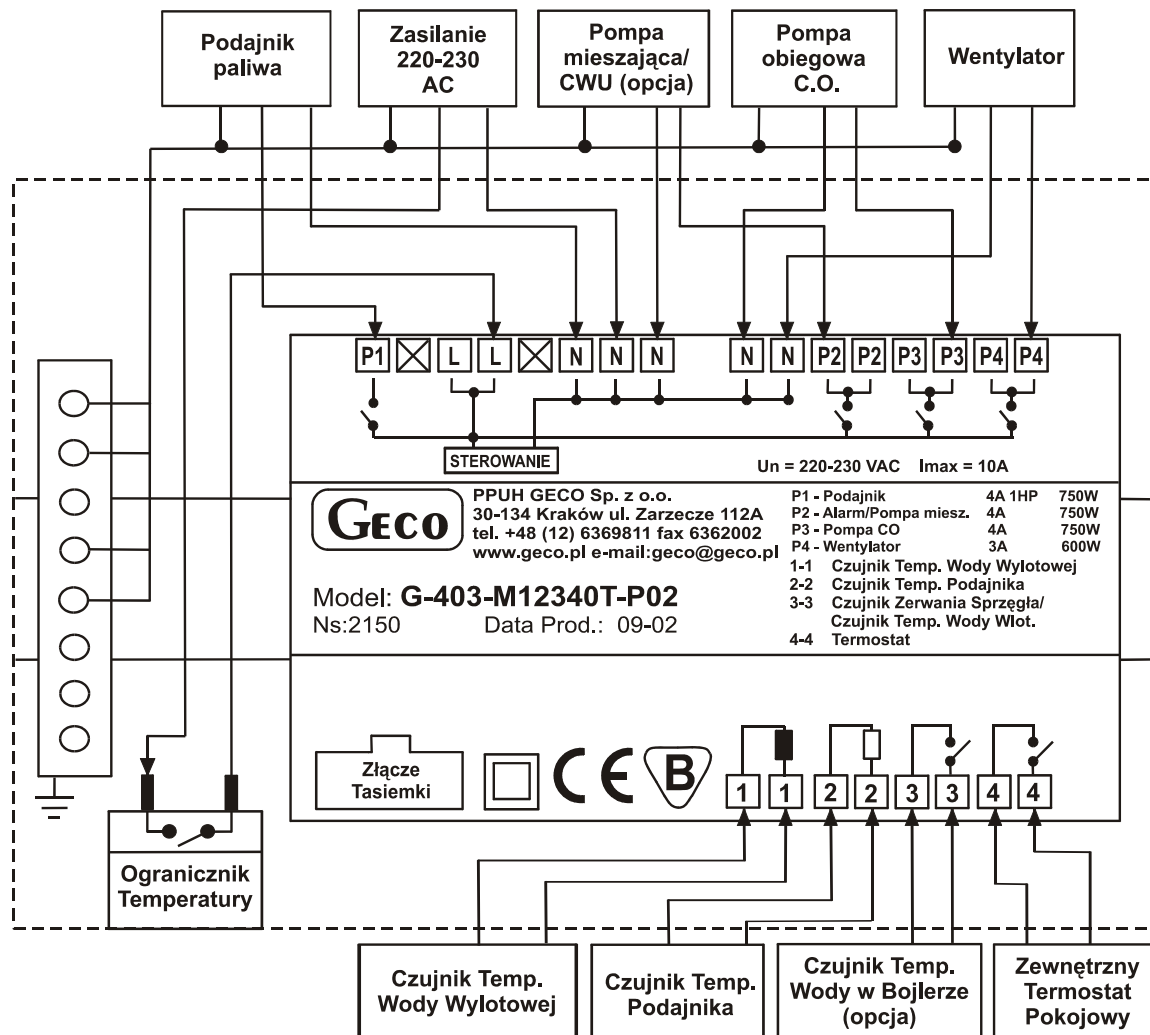 Podajnik
paliwa
Zasilanie
220-230
AC
Pompa
mieszająca/
CWU (opcja)
Pompa
obiegowa
C.O.
Wentylator
P1 L L N N N N N P2 P2 P3 P3 P4 P4
STEROWANIE
Un = 220-230 VAC Imax = 10A
GECO
PPUH GECO Sp. z o.o.
30-134 Kraków ul. Zarzecze 112A
tel. +48 (12) 6369811 fax 6362002
www.geco.pl e-mail:geco@geco.pl
Model: G-403-M12340T-P02
Ns:2150 Data Prod.: 09-02
P1 - Podajnik 4A 1HP 750W
P2 - Alarm/Pompa miesz. 4A 750W
P3 - Pompa CO 4A 750W
P4 - Wentylator 3A 600W
1-1 Czujnik Temp. Wody Wylotowej
2-2 Czujnik Temp. Podajnika
3-3 Czujnik Zerwania Sprzęgła/
Czujnik Temp. Wody Wlot.
4-4 Termostat
Złącze
Tasiemki
CE
B
1 1 2 2 3 3 4 4
Ogranicznik
Temperatury
Czujnik Temp.
Wody Wylotowej
Czujnik Temp.
Podajnika
Czujnik Temp.
Wody w Bojlerze
(opcja)
Zewnętrzny
Termostat
Pokojowy